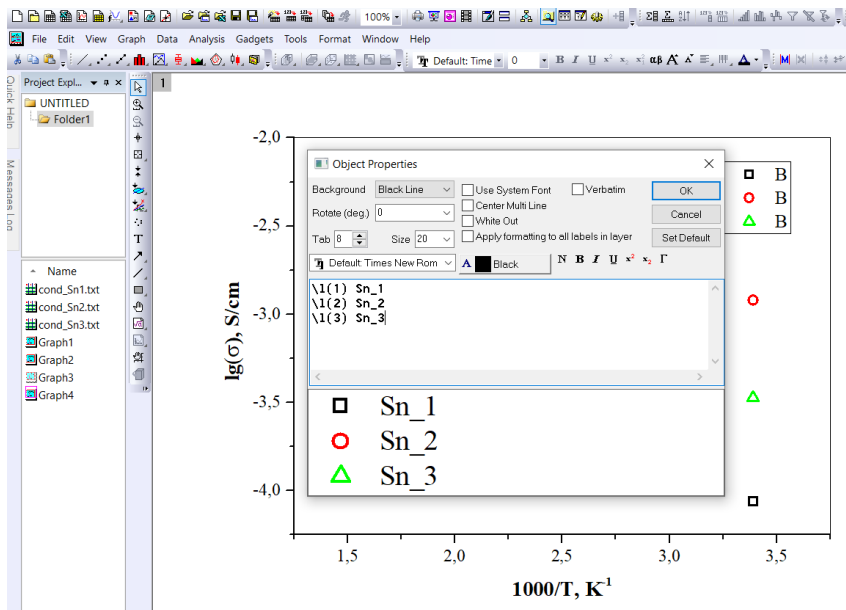 100%
File Edit View Graph Data Analysis Gadgets Tools Format Window Help
Default: Time 0 B I U x² x₂ αβ A A
Quick Help
Messages Log
Project Expl...
UNTITLED
Folder1
Name
cond_Sn1.txt
cond_Sn2.txt
cond_Sn3.txt
Graph1
Graph2
Graph3
Graph4
1
Object Properties
Background Black Line Use System Font Verbatim OK
Center Multi Line
Rotate (deg.) 0 White Out Cancel
Tab 8 Size 20 Apply formatting to all labels in layer Set Default
Default: Times New Rom A Black N B I U x² x₂ Γ
\l(1) Sn_1
\l(2) Sn_2
\l(3) Sn_3
Sn_1
Sn_2
Sn_3
B
B
B
lg(σ), S/cm
-2,0
-2,5
-3,0
-3,5
-4,0
1,5 2,0 2,5 3,0 3,5
1000/T, K⁻¹